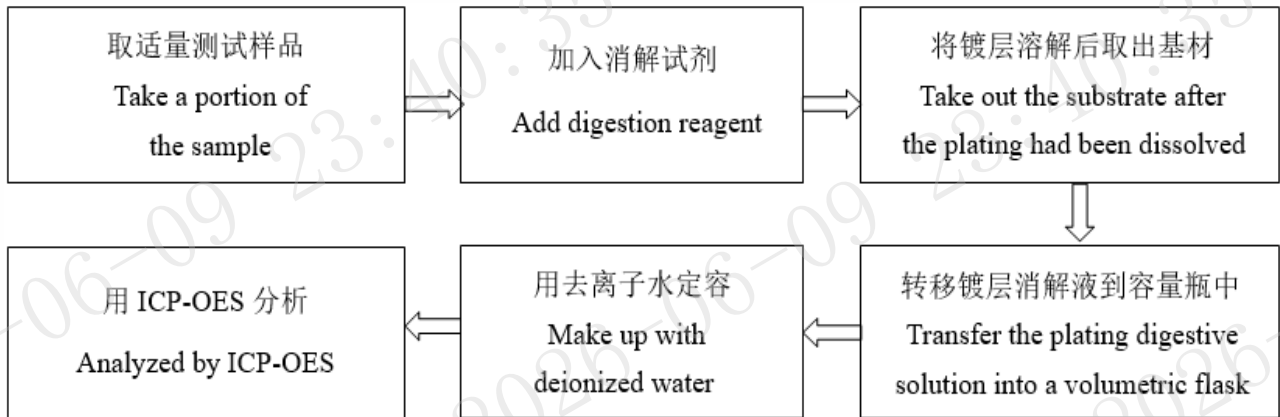 取适量测试样品
Take a portion of
the sample
加入消解试剂
Add digestion reagent
将镀层溶解后取出基材
Take out the substrate after
the plating had been dissolved
转移镀层消解液到容量瓶中
Transfer the plating digestive
solution into a volumetric flask
用去离子水定容
Make up with
deionized water
用 ICP-OES 分析
Analyzed by ICP-OES